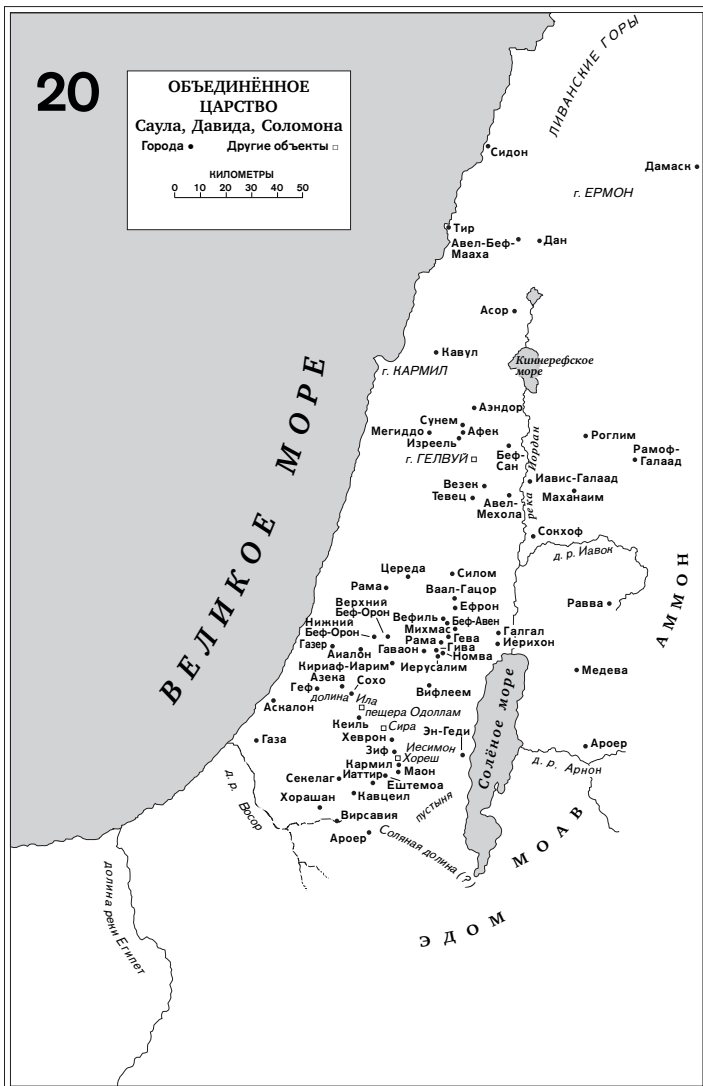 20
ОБЪЕДИНЁННОЕ
ЦАРСТВО
Саула, Давида, Соломона
Города • Другие объекты □
КИЛОМЕТРЫ
0 10 20 30 40 50
ЛИВАНСКИЕ ГОРЫ
Сидон
Дамаск
г. ЕРМОН
Тир
Авел-Беф-
Мааха
Дан
Асор
Кавул
Киннерефское
море
г. КАРМИЛ
ВЕЛИКОЕ МОРЕ
Аэндор
Сунем
Мегиддо
Афек
Изреель
Роглим
г. ГЕЛВУЙ
Беф-
Сан
Рамоф-
Галаад
река Иордан
Везек
Иавис-Галаад
Тевец
Маханаим
Авел-
Мехола
Сокхоф
д. р. Иавок
Цереда
Силом
Рама
Ваал-Гацор
Верхний
Беф-Орон
Ефрон
Равва
АММОН
Нижний
Беф-Орон
Вефиль
Беф-Авен
Михмас
Галгал
Газер
Рама
Гева
Иерихон
Аиалон
Гаваон
Гива
Номва
Кириаф-Иарим
Иерусалим
Медева
Азека
Сохо
Геф
долина Ила
Вифлеем
Аскалон
пещера Одоллам
Солёное море
Кеиль
Сира
Эн-Геди
Газа
Хеврон
Иесимон
Ароер
Зиф
Хореш
д. р. Арнон
Кармил
Маон
Секелаг
Иаттир
Ештемоа
Хорашан
Кавцеил
пустыня
д. р. Восор
Вирсавия
Ароер
Соляная долина (?)
МОАВ
долина реки Египет
ЭДОМ